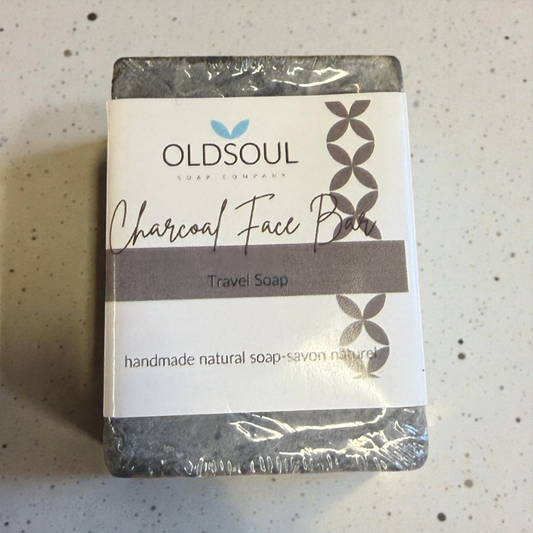 OLDSOUL
SOAP COMPANY
Charcoal Face Bar
Travel Soap
handmade natural soap-savon naturel